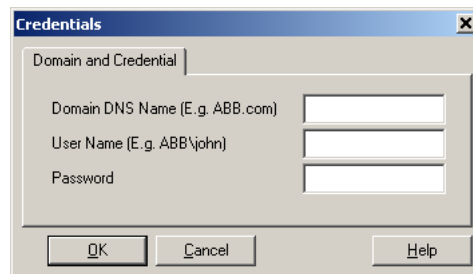 Credentials
Domain and Credential
Domain DNS Name (E.g. ABB.com)
User Name (E.g. ABB\john)
Password
OK Cancel Help